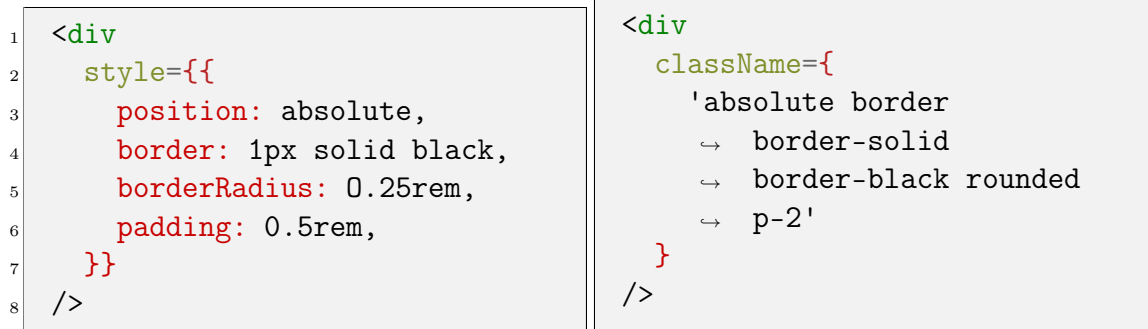 1 <div
2   style={{
3     position: absolute,
4     border: 1px solid black,
5     borderRadius: 0.25rem,
6     padding: 0.5rem,
7   }}
8 />
<div
  className={
    'absolute border
    ↪  border-solid
    ↪  border-black rounded
    ↪  p-2'
  }
/>